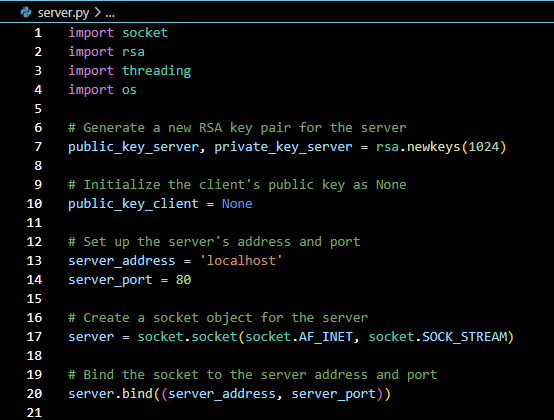 server.py > ...
1 import socket
2 import rsa
3 import threading
4 import os
5
6 # Generate a new RSA key pair for the server
7 public_key_server, private_key_server = rsa.newkeys(1024)
8
9 # Initialize the client's public key as None
10 public_key_client = None
11
12 # Set up the server's address and port
13 server_address = 'localhost'
14 server_port = 80
15
16 # Create a socket object for the server
17 server = socket.socket(socket.AF_INET, socket.SOCK_STREAM)
18
19 # Bind the socket to the server address and port
20 server.bind((server_address, server_port))
21